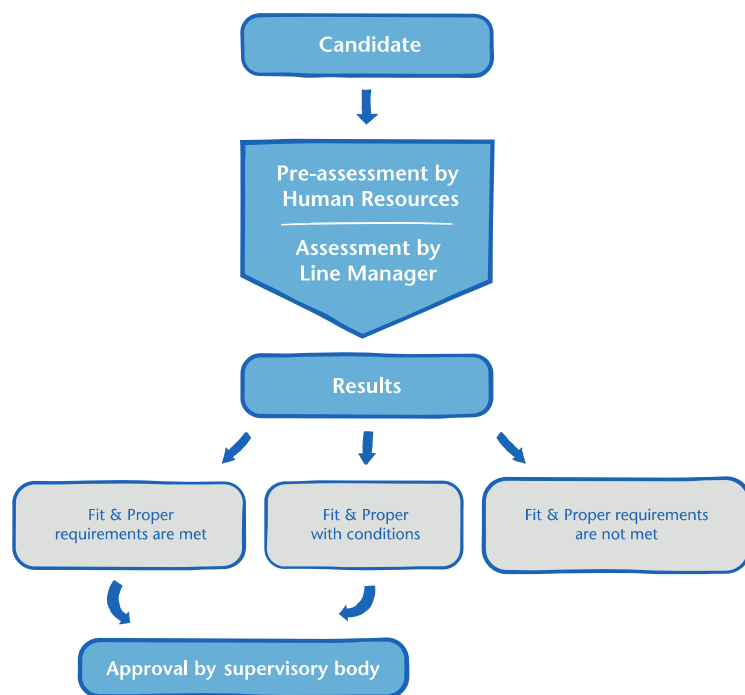 Candidate
Pre-assessment by
Human Resources
Assessment by
Line Manager
Results
Fit & Proper
requirements are met
Fit & Proper
with conditions
Fit & Proper requirements
are not met
Approval by supervisory body